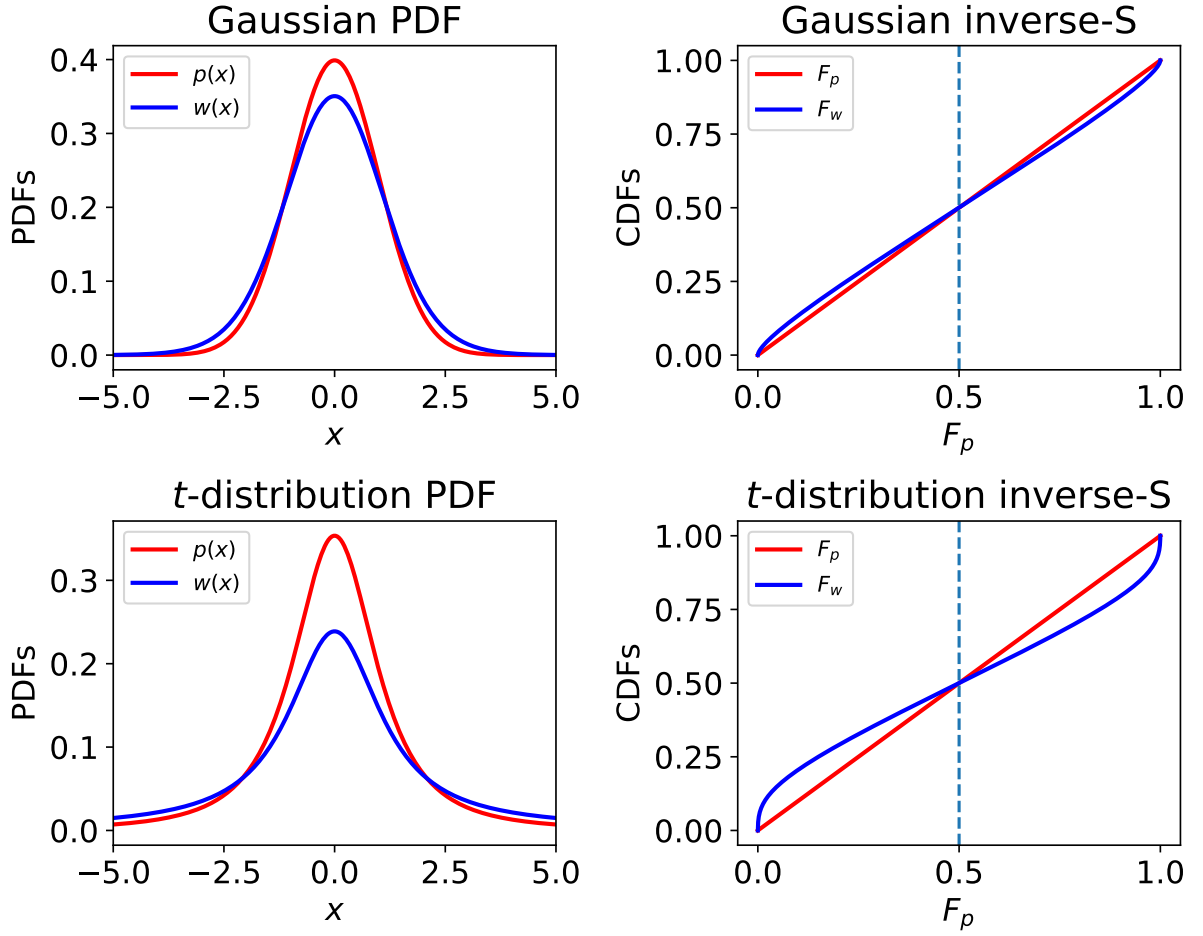 Gaussian PDF
p(x)
w(x)
PDFs
0.4
0.3
0.2
0.1
0.0
−5.0
−2.5
0.0
2.5
5.0
x
Gaussian inverse-S
F_p
F_w
CDFs
1.00
0.75
0.50
0.25
0.00
0.0
0.5
1.0
F_p
t-distribution PDF
p(x)
w(x)
PDFs
0.3
0.2
0.1
0.0
−5.0
−2.5
0.0
2.5
5.0
x
t-distribution inverse-S
F_p
F_w
CDFs
1.00
0.75
0.50
0.25
0.00
0.0
0.5
1.0
F_p